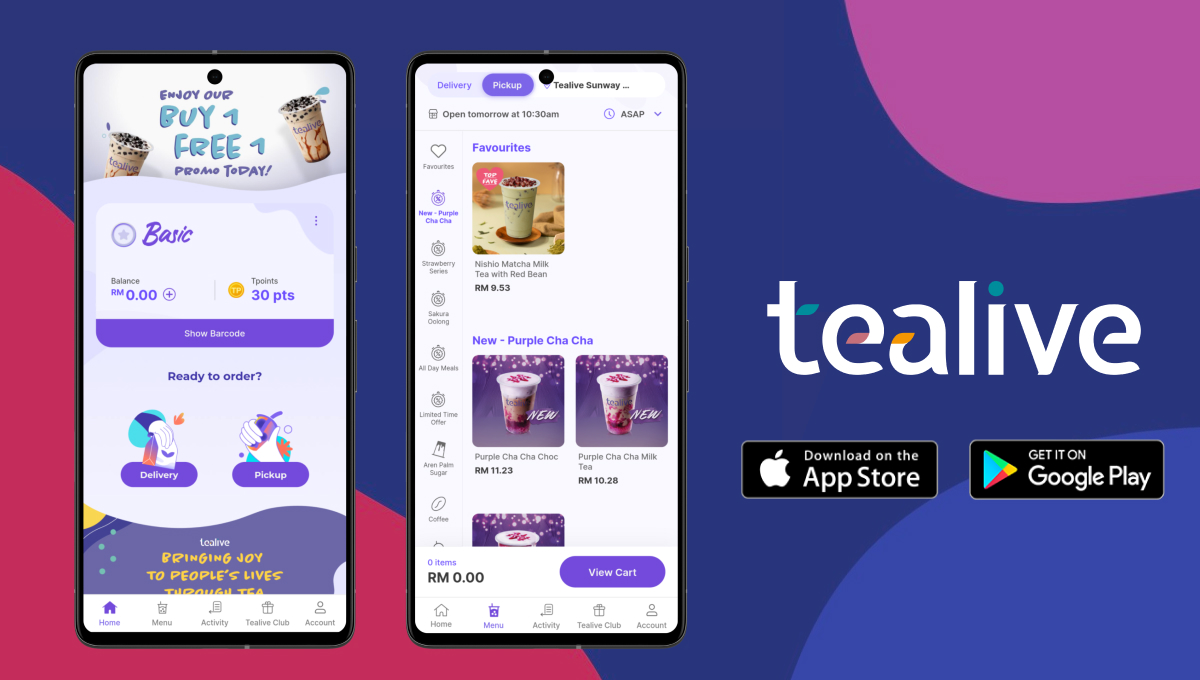 ENJOY OUR
BUY 1
FREE 1
PROMO TODAY!
tealive
tealive
Basic
Balance
RM 0.00
Tpoints
TP
30 pts
Show Barcode
Ready to order?
Delivery
Pickup
tealive
BRINGING JOY
TO PEOPLE'S LIVES
THROUGH TEA
Home
Menu
Activity
Tealive Club
Account
Delivery
Pickup
Tealive Sunway ...
Open tomorrow at 10:30am
ASAP
Favourites
New - Purple
Cha Cha
Strawberry
Series
Sakura
Oolong
All Day Meals
Limited Time
Offer
Aren Palm
Sugar
Coffee
Favourites
TOP
FAVE
tealive
Nishio Matcha Milk
Tea with Red Bean
RM 9.53
New - Purple Cha Cha
tealive
NEW
tealive
NEW
Purple Cha Cha Choc
RM 11.23
Purple Cha Cha Milk
Tea
RM 10.28
0 items
RM 0.00
View Cart
Home
Menu
Activity
Tealive Club
Account
tealive
Download on the
App Store
GET IT ON
Google Play